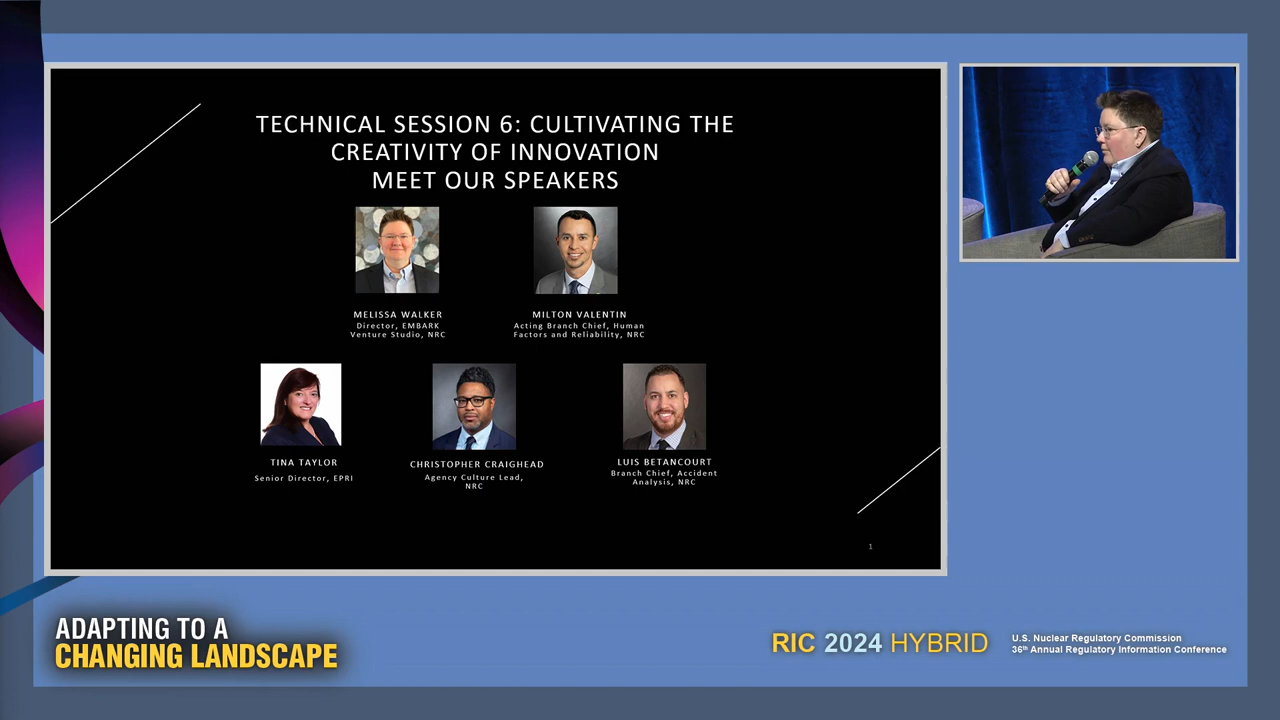 TECHNICAL SESSION 6: CULTIVATING THE
CREATIVITY OF INNOVATION
MEET OUR SPEAKERS
MELISSA WALKER
Director, EMBARK
Venture Studio, NRC
MILTON VALENTIN
Acting Branch Chief, Human
Factors and Reliability, NRC
TINA TAYLOR
Senior Director, EPRI
CHRISTOPHER CRAIGHEAD
Agency Culture Lead,
NRC
LUIS BETANCOURT
Branch Chief, Accident
Analysis, NRC
1
ADAPTING TO A
CHANGING LANDSCAPE
RIC 2024 HYBRID
U.S. Nuclear Regulatory Commission
36th Annual Regulatory Information Conference